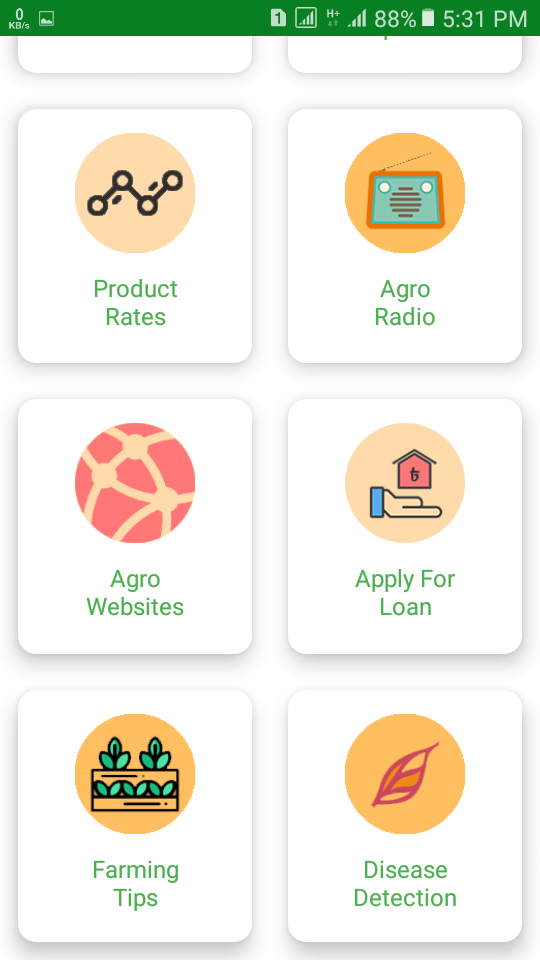 0
KB/s
1
H+
88%
5:31 PM
Product
Rates
Agro
Radio
৳
Agro
Websites
Apply For
Loan
Farming
Tips
Disease
Detection